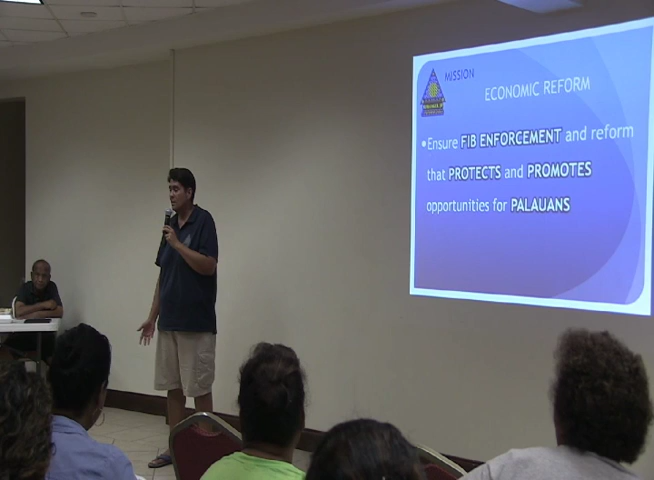 MISSION
ECONOMIC REFORM
▪Ensure FIB ENFORCEMENT and reform
that PROTECTS and PROMOTES
opportunities for PALAUANS